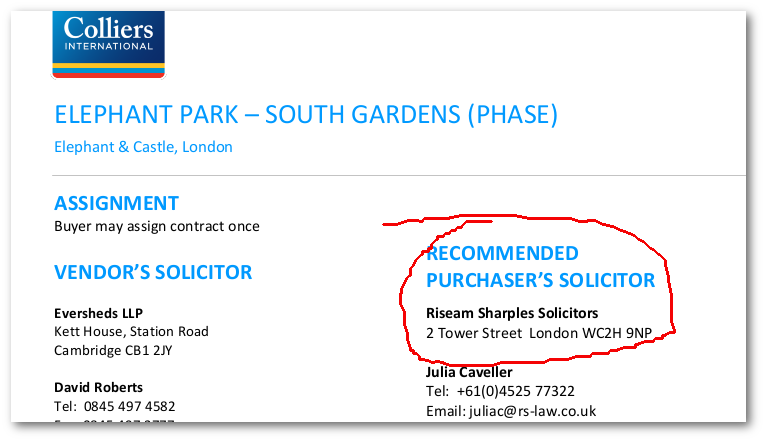 Colliers
INTERNATIONAL
ELEPHANT PARK – SOUTH GARDENS (PHASE)
Elephant & Castle, London
ASSIGNMENT
Buyer may assign contract once
VENDOR'S SOLICITOR
Eversheds LLP
Kett House, Station Road
Cambridge CB1 2JY
David Roberts
Tel: 0845 497 4582
RECOMMENDED
PURCHASER'S SOLICITOR
Riseam Sharples Solicitors
2 Tower Street London WC2H 9NP
Julia Caveller
Tel: +61(0)4525 77322
Email: juliac@rs-law.co.uk